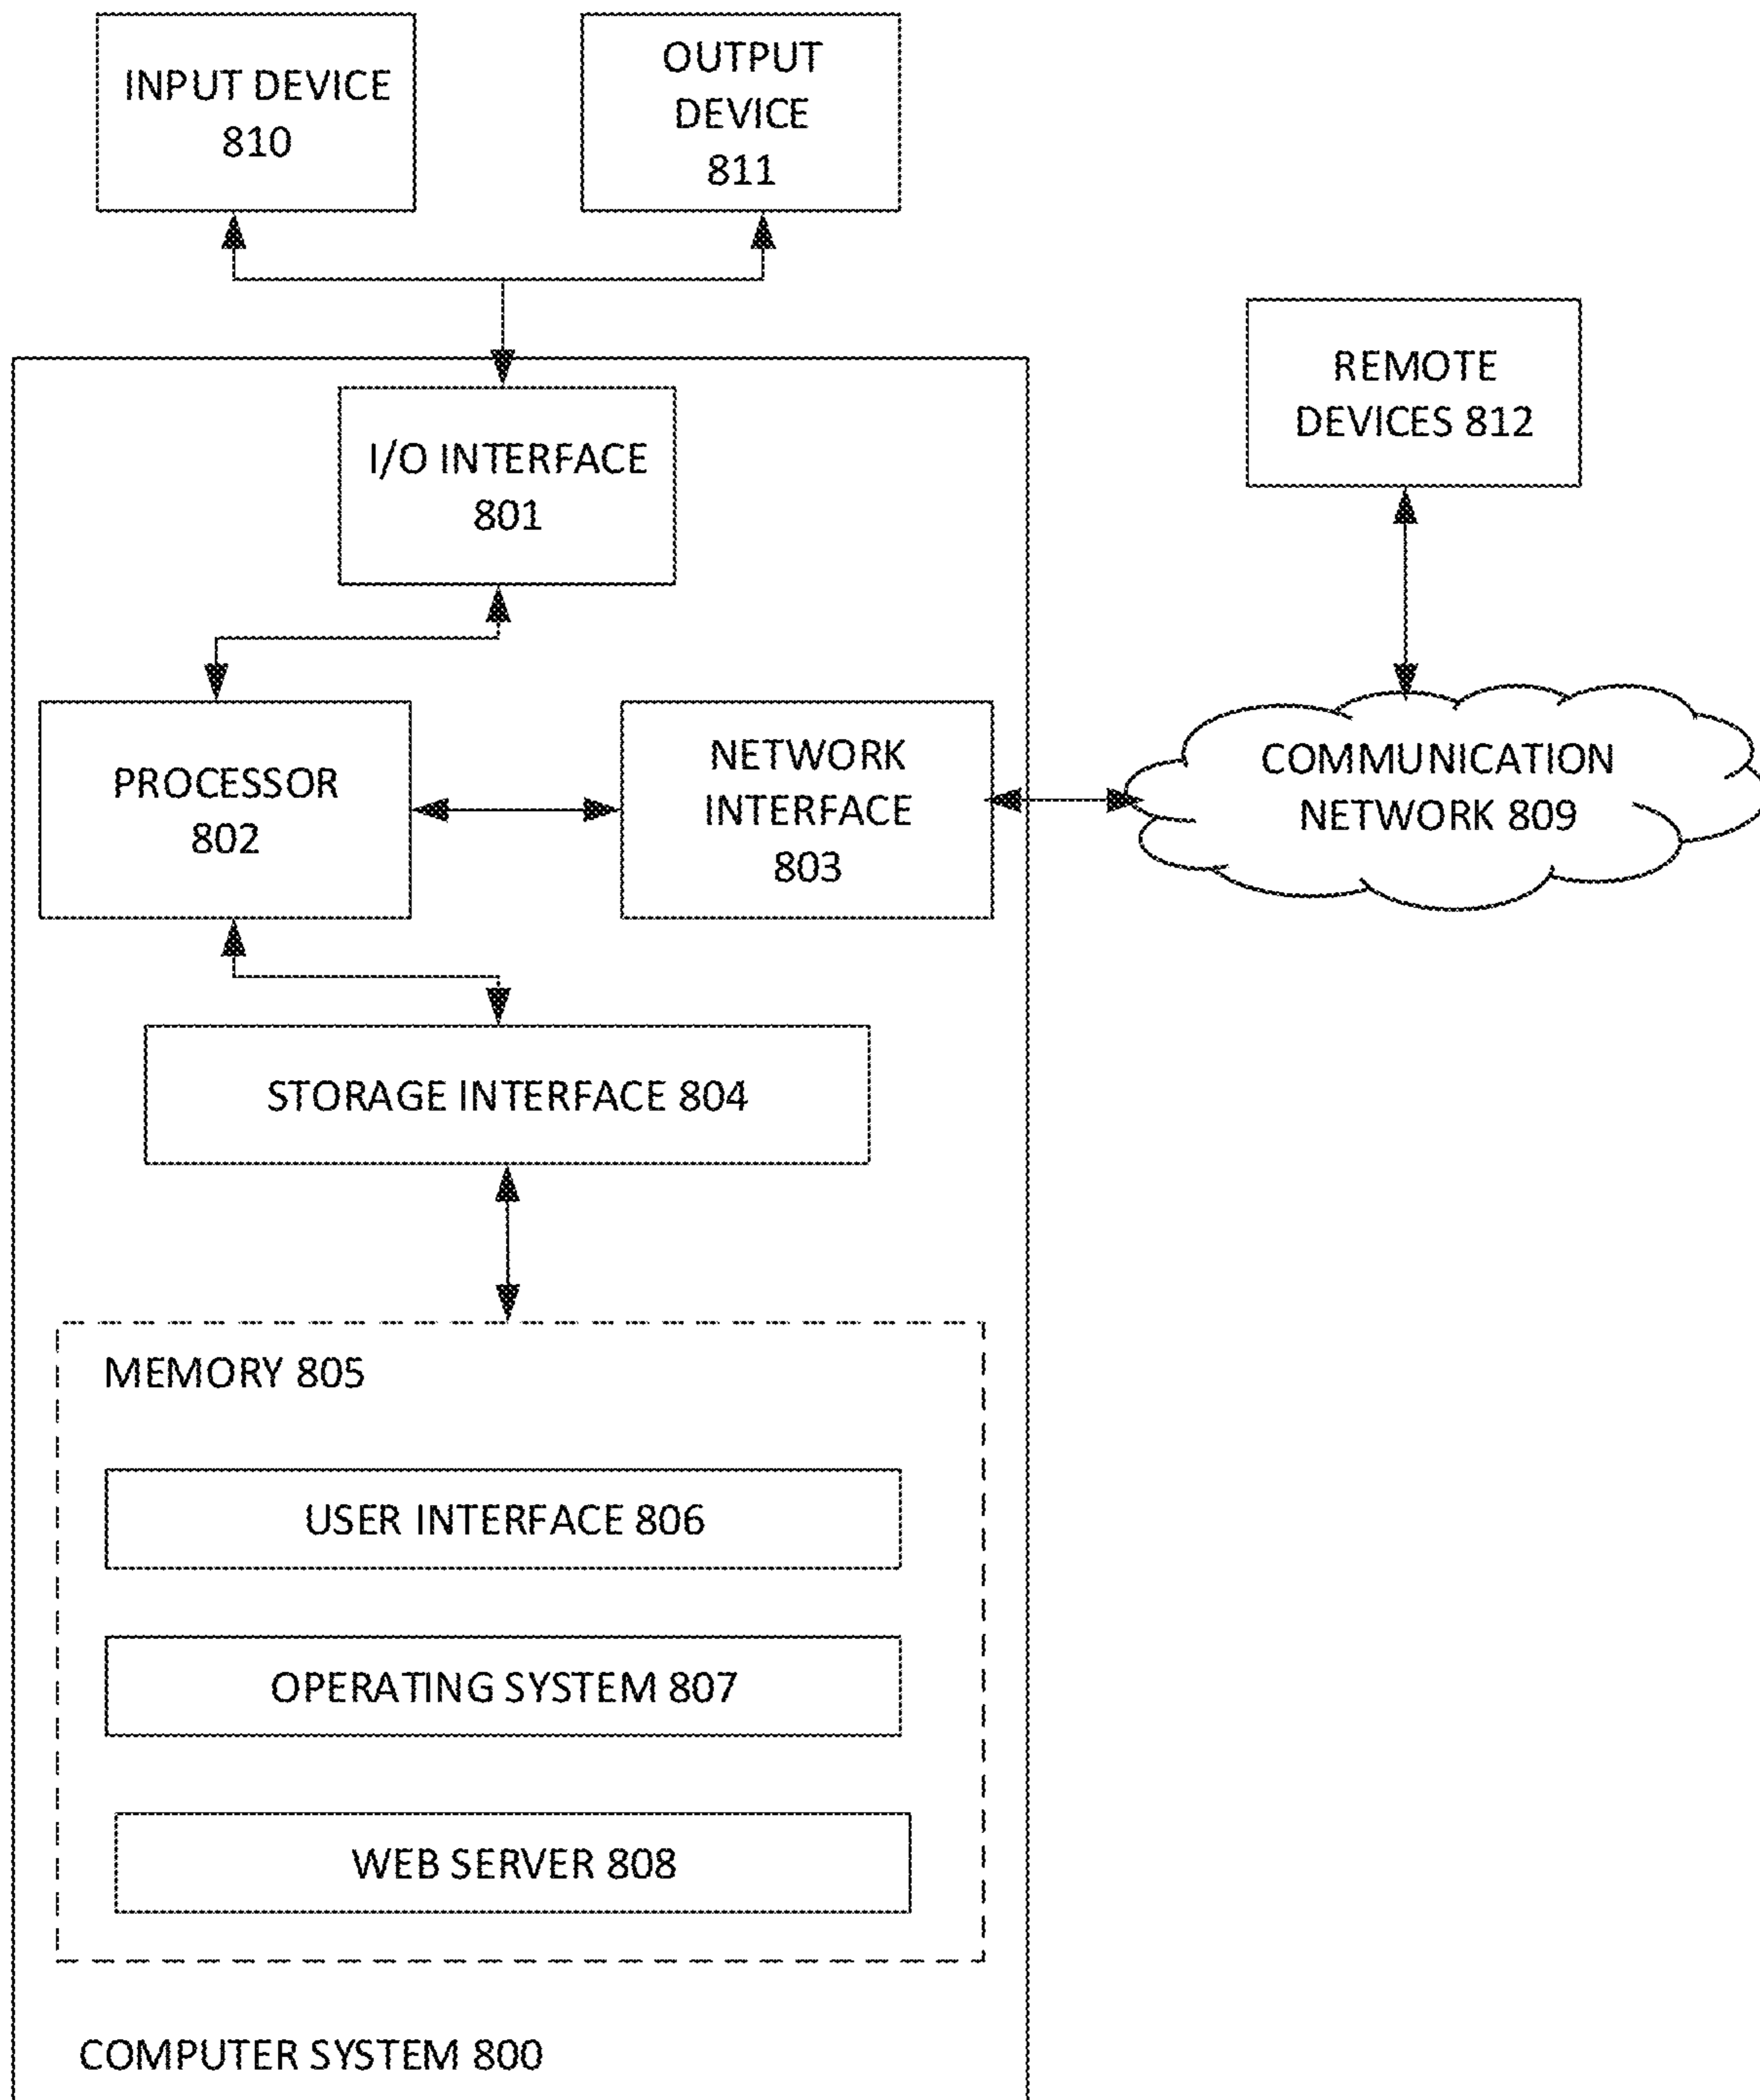 INPUT DEVICE
810
OUTPUT
DEVICE
811
I/O INTERFACE
801
REMOTE
DEVICES 812
PROCESSOR
802
NETWORK
INTERFACE
803
COMMUNICATION
NETWORK 809
STORAGE INTERFACE 804
MEMORY 805
USER INTERFACE 806
OPERATING SYSTEM 807
WEB SERVER 808
COMPUTER SYSTEM 800